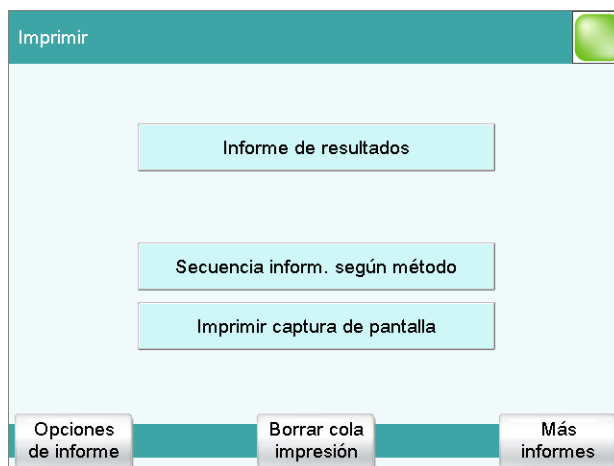 Imprimir
Informe de resultados
Secuencia inform. según método
Imprimir captura de pantalla
Opciones
de informe
Borrar cola
impresión
Más
informes